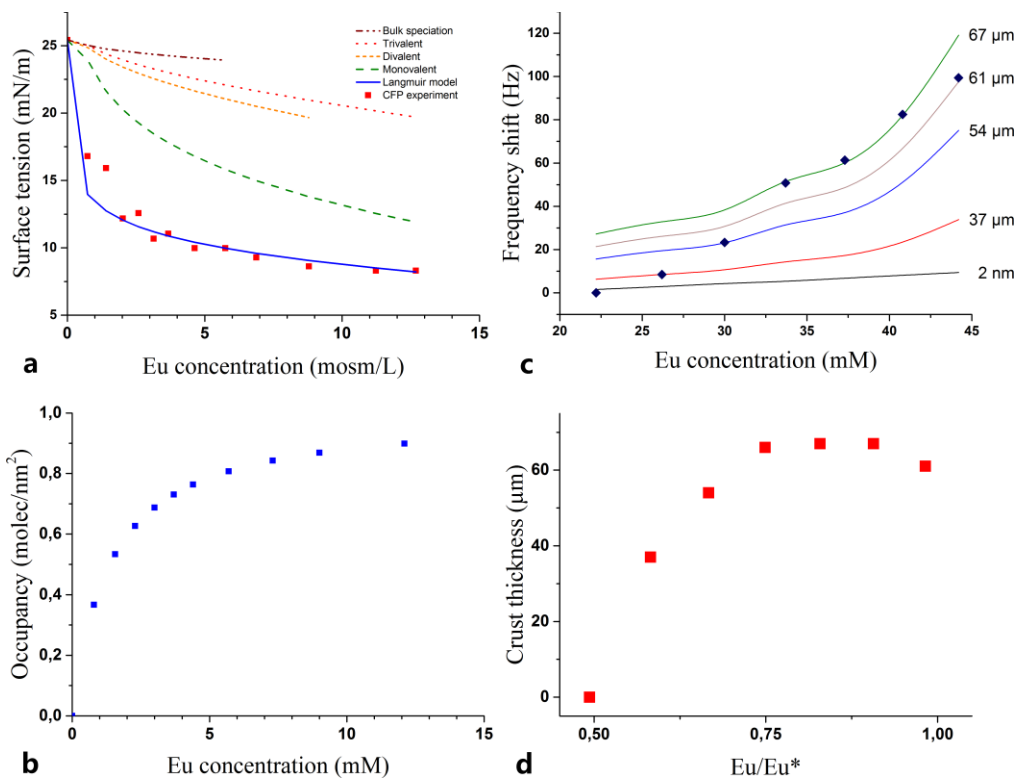 25
20
15
10
5
0
5
10
15
Surface tension (mN/m)
Bulk speciation
Trivalent
Divalent
Monovalent
Langmuir model
CFP experiment
a
Eu concentration (mosm/L)
120
100
80
60
40
20
0
20
25
30
35
40
45
Frequency shift (Hz)
67 μm
61 μm
54 μm
37 μm
2 nm
c
Eu concentration (mM)
1,0
0,8
0,6
0,4
0,2
0,0
0
5
10
15
Occupancy (molec/nm²)
b
Eu concentration (mM)
60
40
20
0
0,50
0,75
1,00
Crust thickness (μm)
d
Eu/Eu*